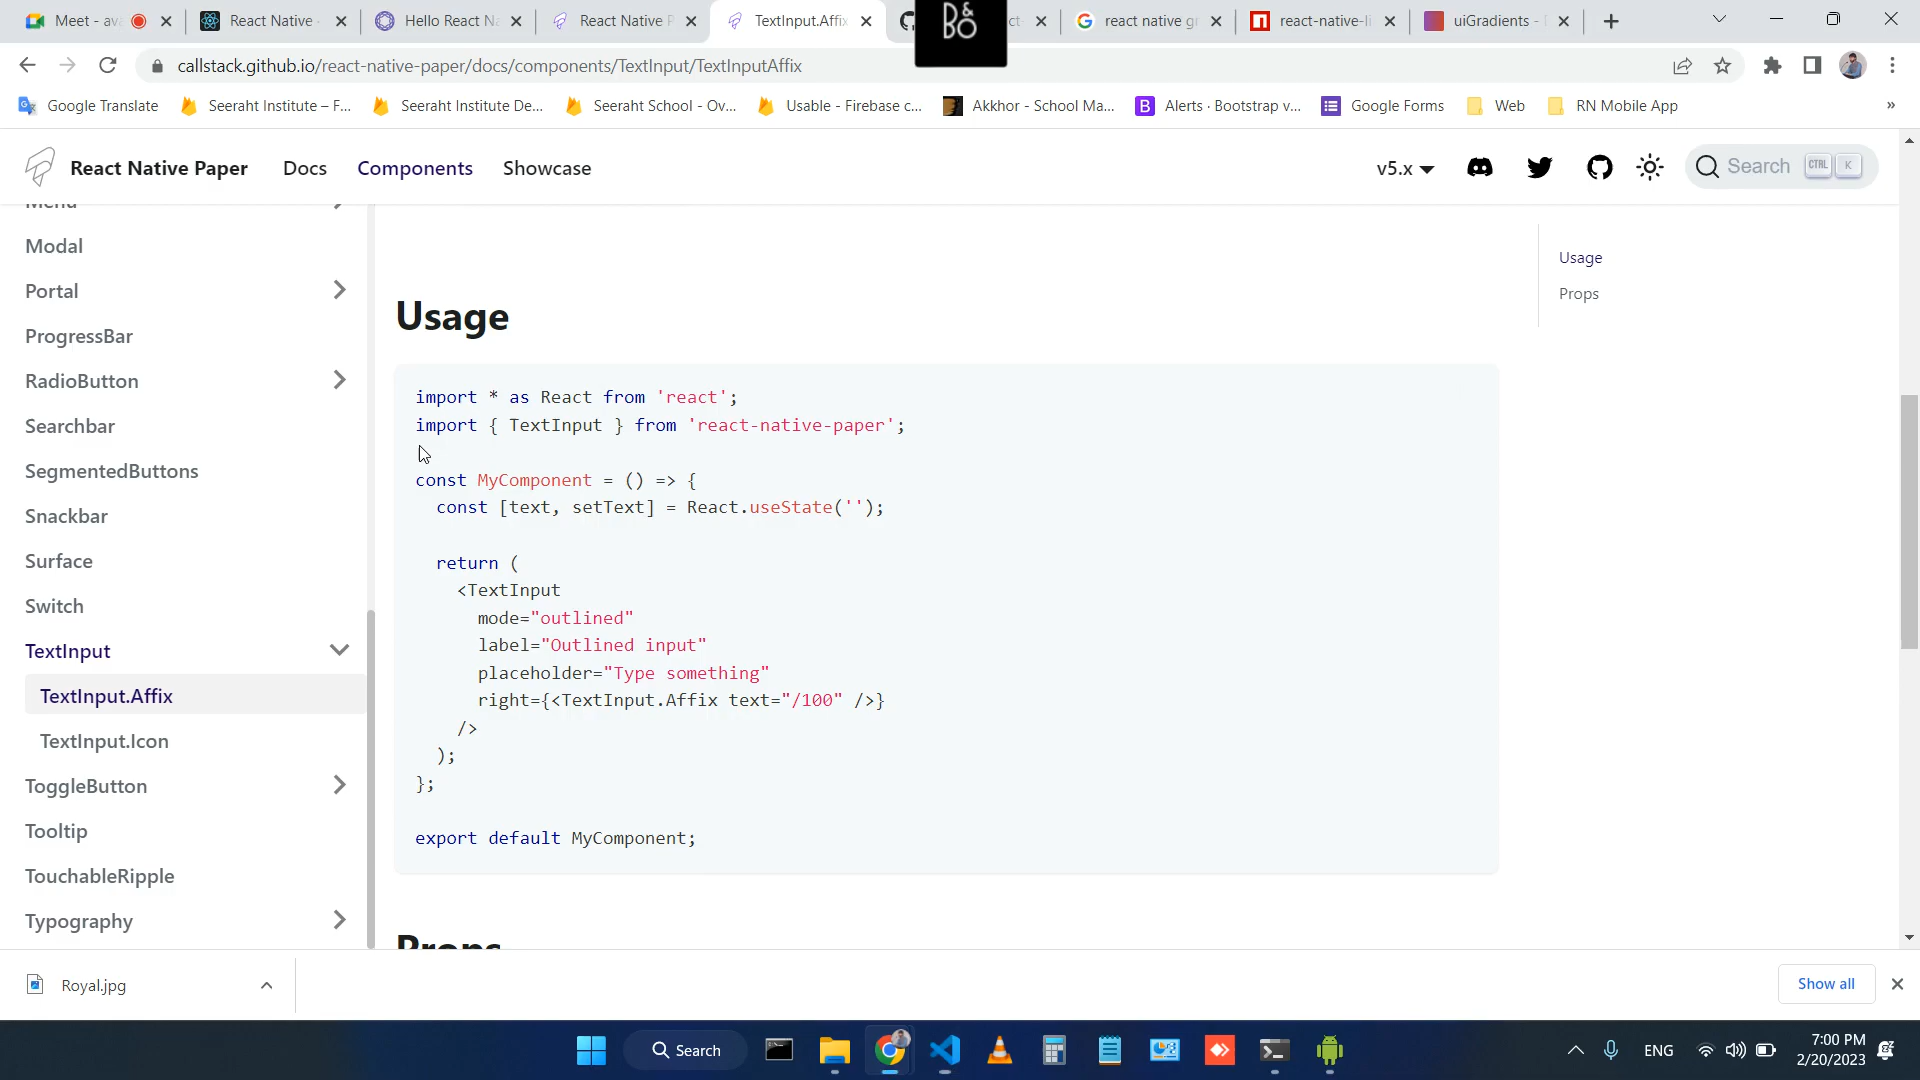 Meet - ava
React Native -
Hello React Na
React Native P
TextInput.Affix
ct-
react native gr
react-native-li
uiGradients -
B&O
callstack.github.io/react-native-paper/docs/components/TextInput/TextInputAffix
Google Translate
Seeraht Institute – F...
Seeraht Institute De...
Seeraht School - Ov...
Usable - Firebase c...
Akkhor - School Ma...
Alerts · Bootstrap v...
Google Forms
Web
RN Mobile App
»
React Native Paper
Docs
Components
Showcase
v5.x
Search CTRL K
Menu
Modal
Portal
ProgressBar
RadioButton
Searchbar
SegmentedButtons
Snackbar
Surface
Switch
TextInput
TextInput.Affix
TextInput.Icon
ToggleButton
Tooltip
TouchableRipple
Typography
Usage
import * as React from 'react';
import { TextInput } from 'react-native-paper';
const MyComponent = () => {
const [text, setText] = React.useState('');
return (
<TextInput
mode="outlined"
label="Outlined input"
placeholder="Type something"
right={<TextInput.Affix text="/100" />}
/>
);
};
export default MyComponent;
Props
Usage
Props
Royal.jpg
Show all
Search
ENG
7:00 PM
2/20/2023